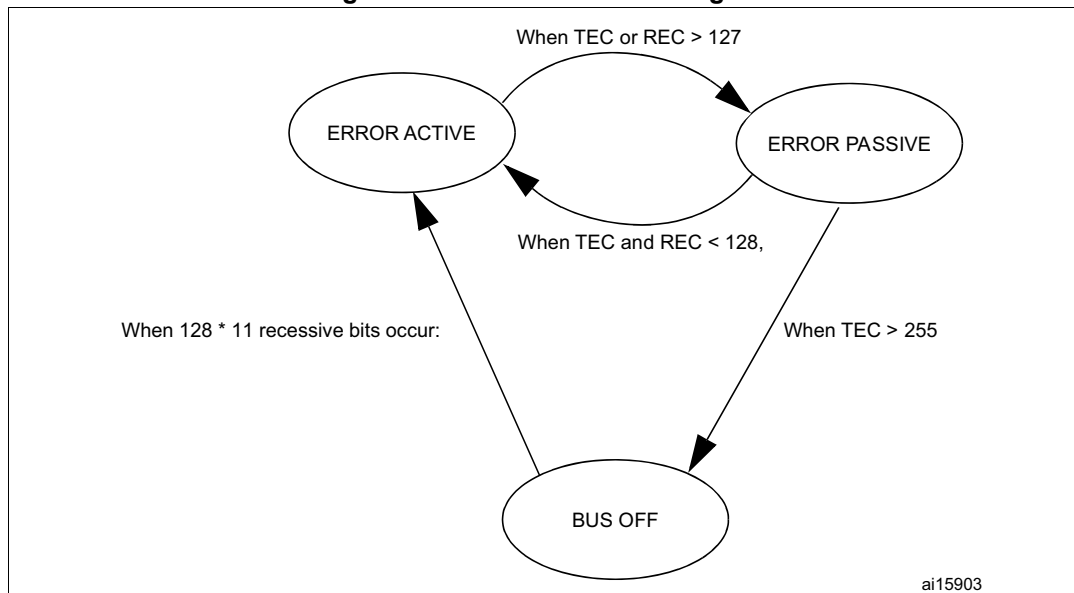 When TEC or REC > 127
ERROR ACTIVE
ERROR PASSIVE
When TEC and REC < 128,
When 128 * 11 recessive bits occur:
When TEC > 255
BUS OFF
ai15903